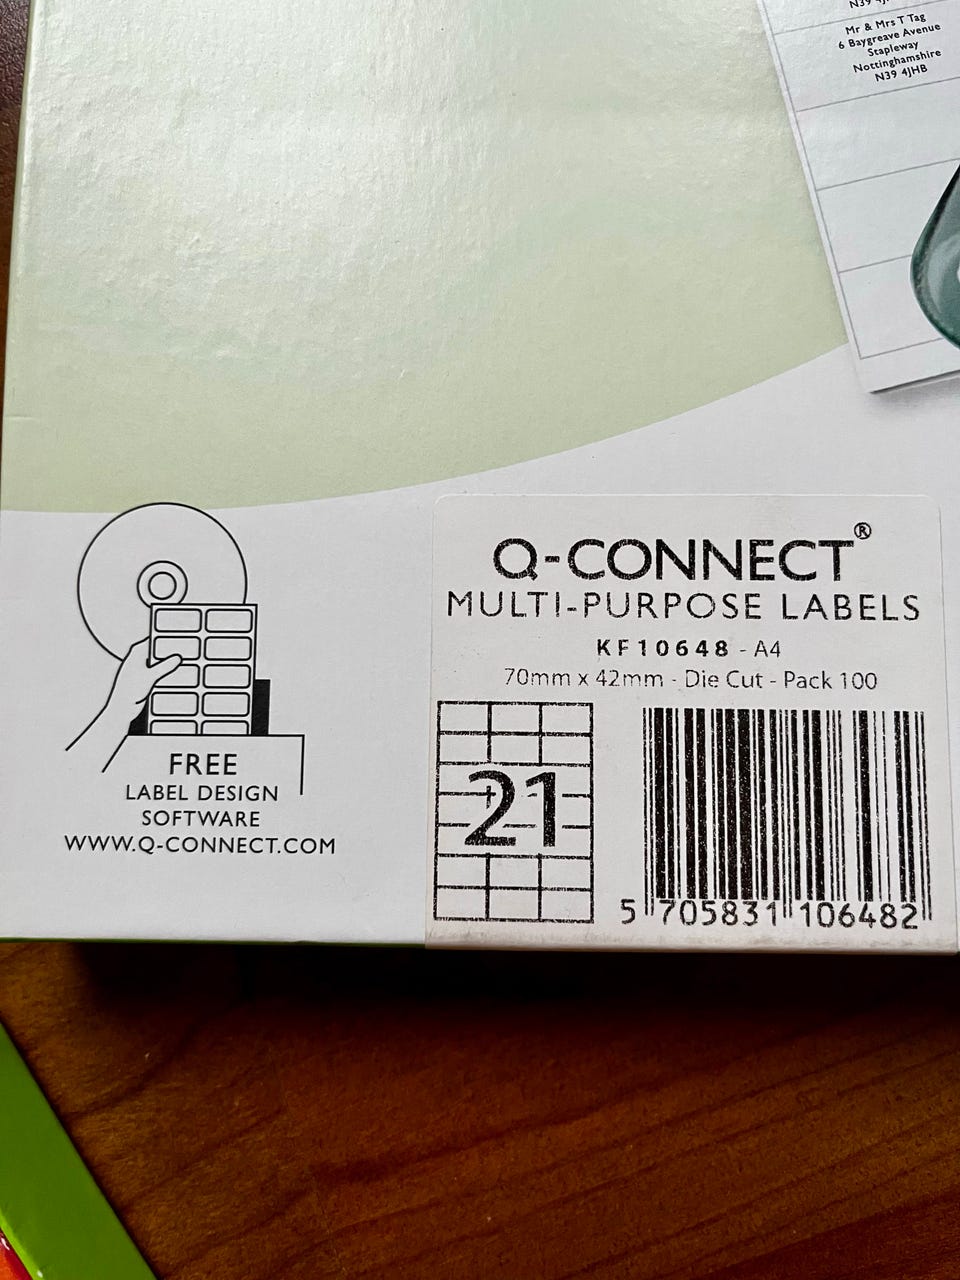 Mr & Mrs T Tag
6 Baygreave Avenue
Stapleway
Nottinghamshire
N39 4JHB
Q-CONNECT®
MULTI-PURPOSE LABELS
KF10648 - A4
70mm x 42mm - Die Cut - Pack 100
21
5 705831 106482
FREE
LABEL DESIGN
SOFTWARE
WWW.Q-CONNECT.COM